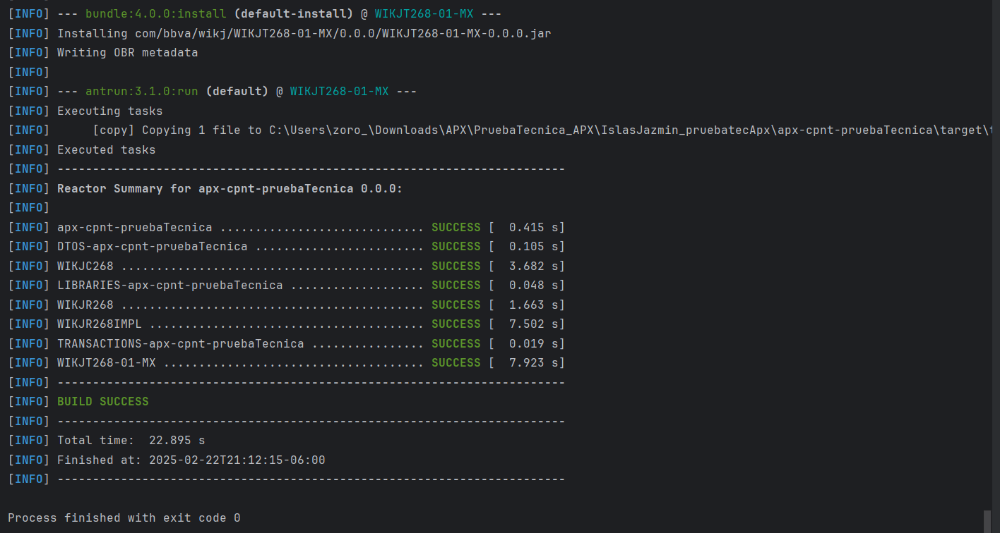 [INFO] --- bundle:4.0.0:install (default-install) @ WIKJT268-01-MX ---
[INFO] Installing com/bbva/wikj/WIKJT268-01-MX/0.0.0/WIKJT268-01-MX-0.0.0.jar
[INFO] Writing OBR metadata
[INFO]
[INFO] --- antrun:3.1.0:run (default) @ WIKJT268-01-MX ---
[INFO] Executing tasks
[INFO]      [copy] Copying 1 file to C:\Users\zoro_\Downloads\APX\PruebaTecnica_APX\IslasJazmin_pruebatecApx\apx-cpnt-pruebaTecnica\target\
[INFO] Executed tasks
[INFO] ------------------------------------------------------------------------
[INFO] Reactor Summary for apx-cpnt-pruebaTecnica 0.0.0:
[INFO]
[INFO] apx-cpnt-pruebaTecnica ............................. SUCCESS [  0.415 s]
[INFO] DTOS-apx-cpnt-pruebaTecnica ........................ SUCCESS [  0.105 s]
[INFO] WIKJC268 ........................................... SUCCESS [  3.682 s]
[INFO] LIBRARIES-apx-cpnt-pruebaTecnica ................... SUCCESS [  0.048 s]
[INFO] WIKJR268 ........................................... SUCCESS [  1.663 s]
[INFO] WIKJR268IMPL ....................................... SUCCESS [  7.502 s]
[INFO] TRANSACTIONS-apx-cpnt-pruebaTecnica ................ SUCCESS [  0.019 s]
[INFO] WIKJT268-01-MX ..................................... SUCCESS [  7.923 s]
[INFO] ------------------------------------------------------------------------
[INFO] BUILD SUCCESS
[INFO] ------------------------------------------------------------------------
[INFO] Total time:  22.895 s
[INFO] Finished at: 2025-02-22T21:12:15-06:00
[INFO] ------------------------------------------------------------------------
Process finished with exit code 0